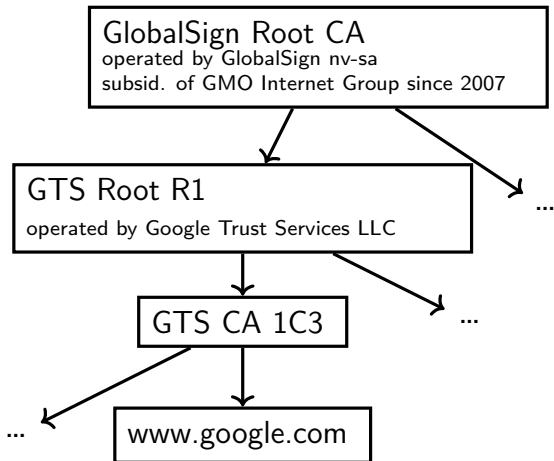 GlobalSign Root CA
operated by GlobalSign nv-sa
subsid. of GMO Internet Group since 2007
GTS Root R1
operated by Google Trust Services LLC
...
GTS CA 1C3
...
...
www.google.com